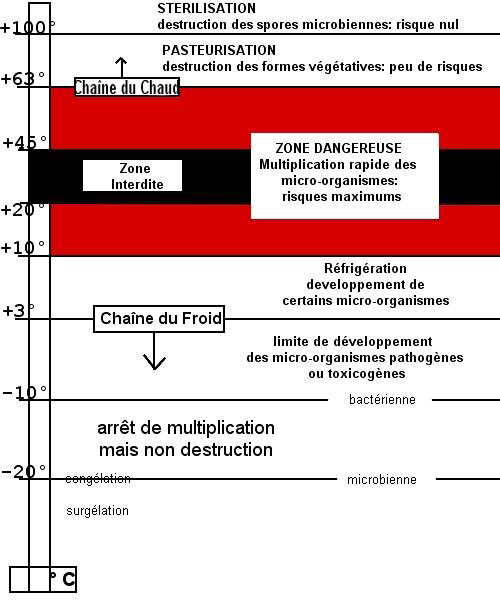 STERILISATION
destruction des spores microbiennes: risque nul
+100°
PASTEURISATION
destruction des formes végétatives: peu de risques
+63°
Chaîne du Chaud
+45°
ZONE DANGEREUSE
Multiplication rapide des
micro-organismes:
risques maximums
Zone
Interdite
+20°
+10°
Réfrigération
developpement de
certains micro-organismes
+3°
Chaîne du Froid
limite de développement
des micro-organismes pathogènes
ou toxicogènes
-10°
bactérienne
arrêt de multiplication
mais non destruction
-20°
congélation
microbienne
surgélation
° C